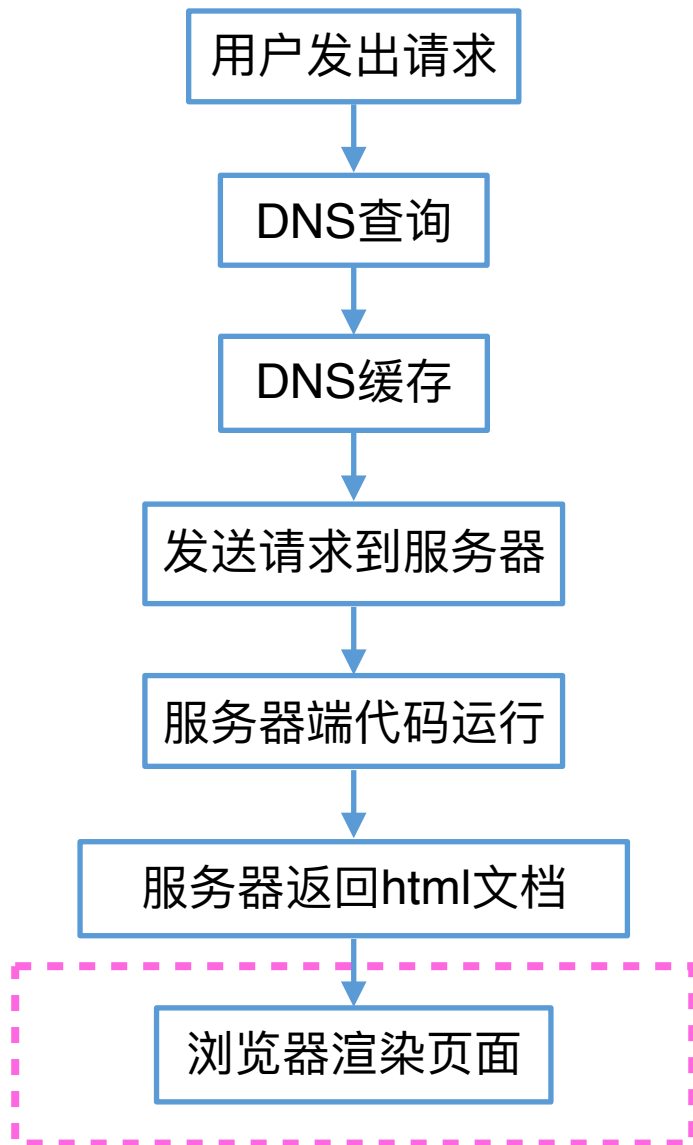 用户发出请求
DNS查询
DNS缓存
发送请求到服务器
服务器端代码运行
服务器返回html文档
浏览器渲染页面